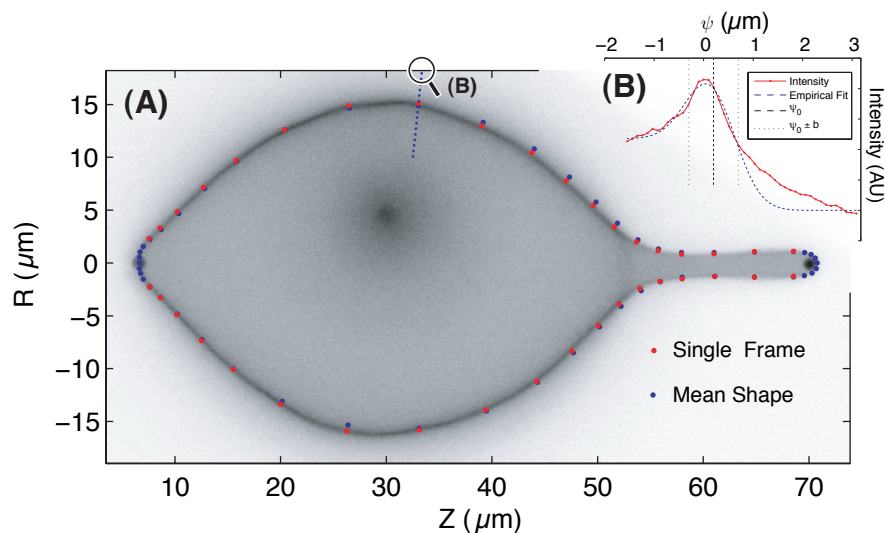 ψ (μm)
−2 −1 0 1 2 3
(A)
(B)
(B)
Intensity
Empirical Fit
ψ0
ψ0 ± b
Intensity (AU)
15
10
5
0
−5
−10
−15
R (μm)
Single Frame
Mean Shape
10 20 30 40 50 60 70
Z (μm)